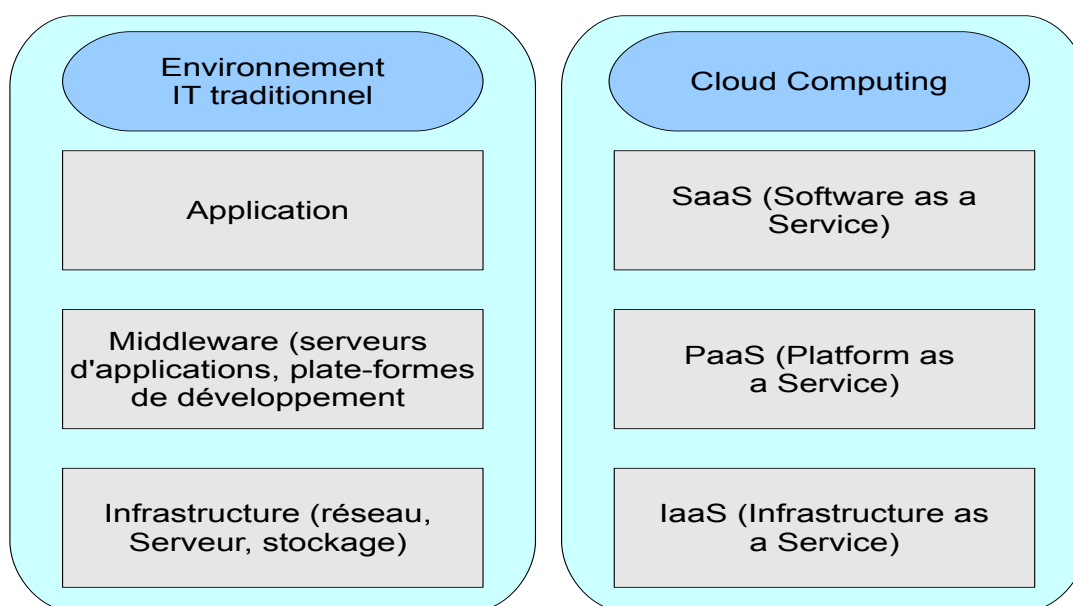 Environnement
IT traditionnel
Application
Middleware (serveurs
d'applications, plate-formes
de développement
Infrastructure (réseau,
Serveur, stockage)
Cloud Computing
SaaS (Software as a
Service)
PaaS (Platform as
a Service)
IaaS (Infrastructure as
a Service)